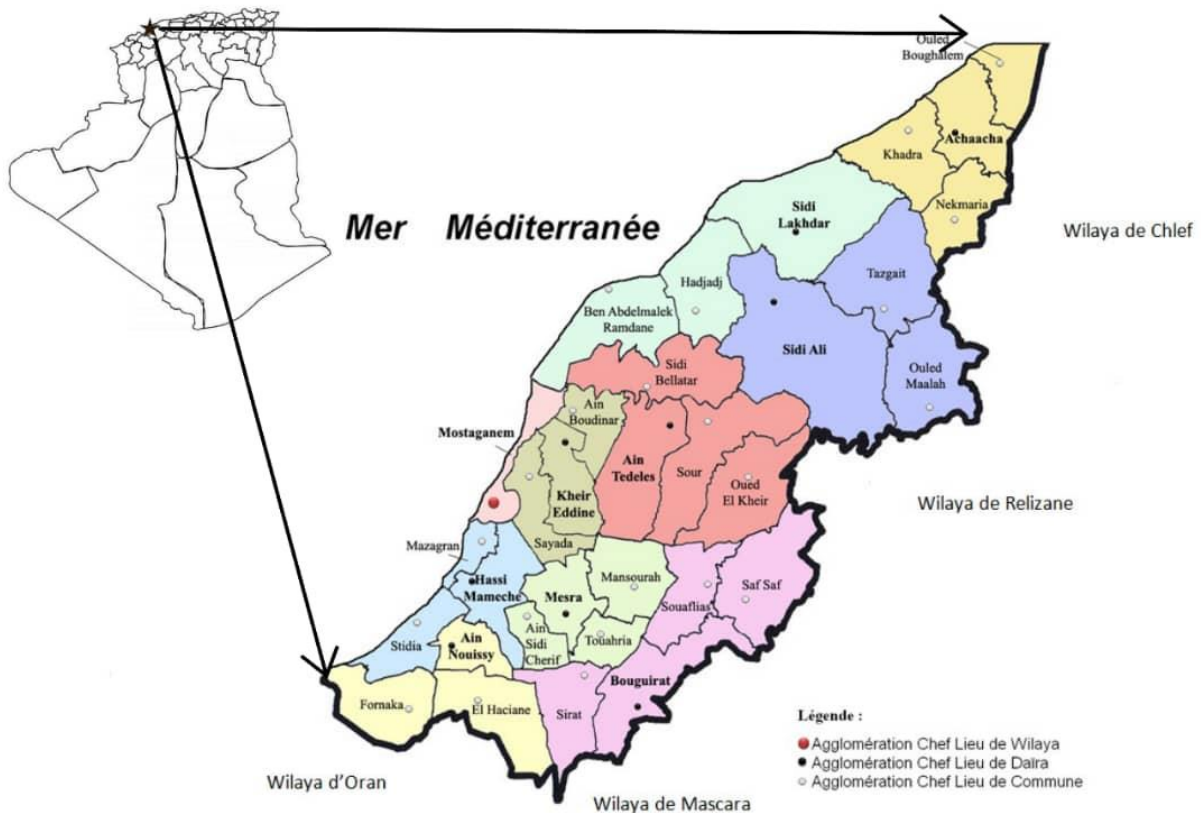 Ouled
Boughalem
Achaacha
Khadra
Nekmaria
Mer Méditerranée
Wilaya de Chlef
Sidi
Lakhdar
Tazgait
Hadjadj
Ben Abdelmalek
Ramdane
Sidi Ali
Ouled
Maalah
Sidi
Bellatar
Ain
Boudinar
Mostaganem
Ain
Tedeles
Sour
Oued
El Kheir
Kheir
Eddine
Wilaya de Relizane
Sayada
Mazagran
Hassi
Mameche
Mesra
Mansourah
Souaflias
Saf Saf
Stidia
Ain
Nouissy
Ain
Sidi
Cherif
Touahria
Bouguirat
Fornaka
El Haciane
Sirat
Légende :
Agglomération Chef Lieu de Wilaya
Agglomération Chef Lieu de Daïra
Agglomération Chef Lieu de Commune
Wilaya d'Oran
Wilaya de Mascara